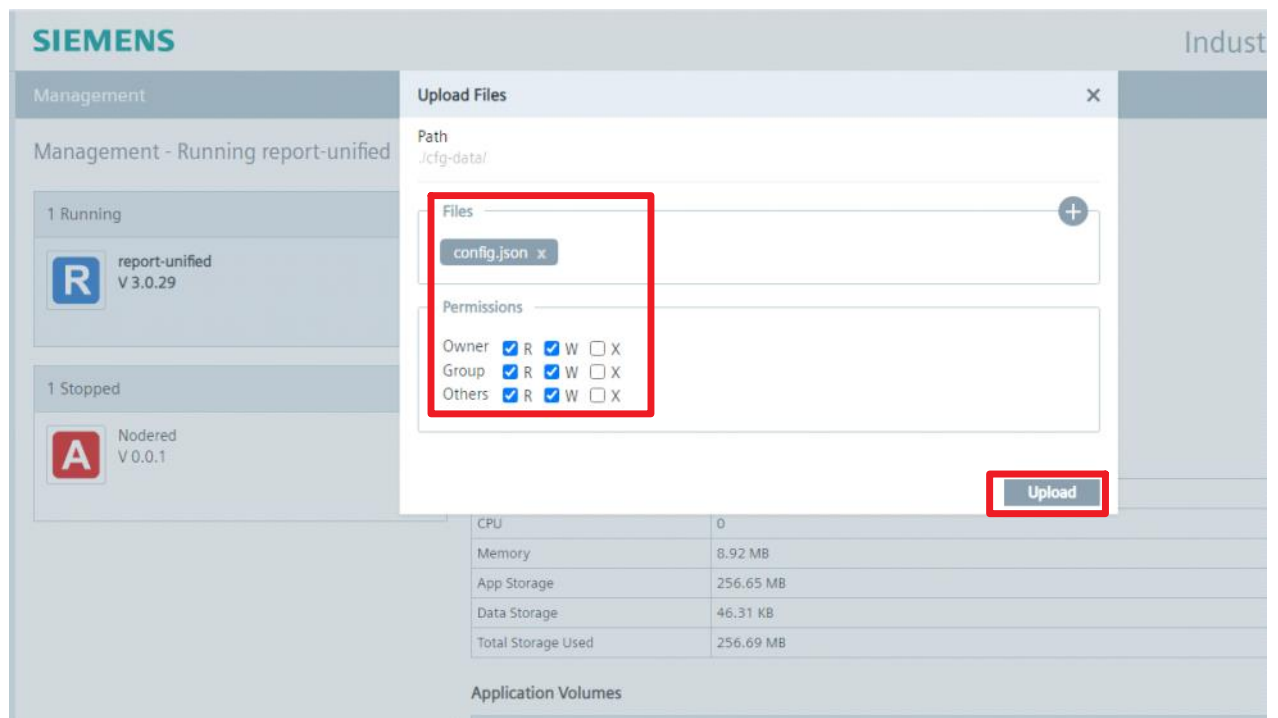 SIEMENS
Indust
Management
Upload Files ×
Path
./cfg-data/
Management - Running report-unified
1 Running
Files
+
config.json x
R
report-unified
V 3.0.29
Permissions
Owner R W X
Group R W X
Others R W X
1 Stopped
A
Nodered
V 0.0.1
Upload
CPU 0
Memory 8.92 MB
App Storage 256.65 MB
Data Storage 46.31 KB
Total Storage Used 256.69 MB
Application Volumes